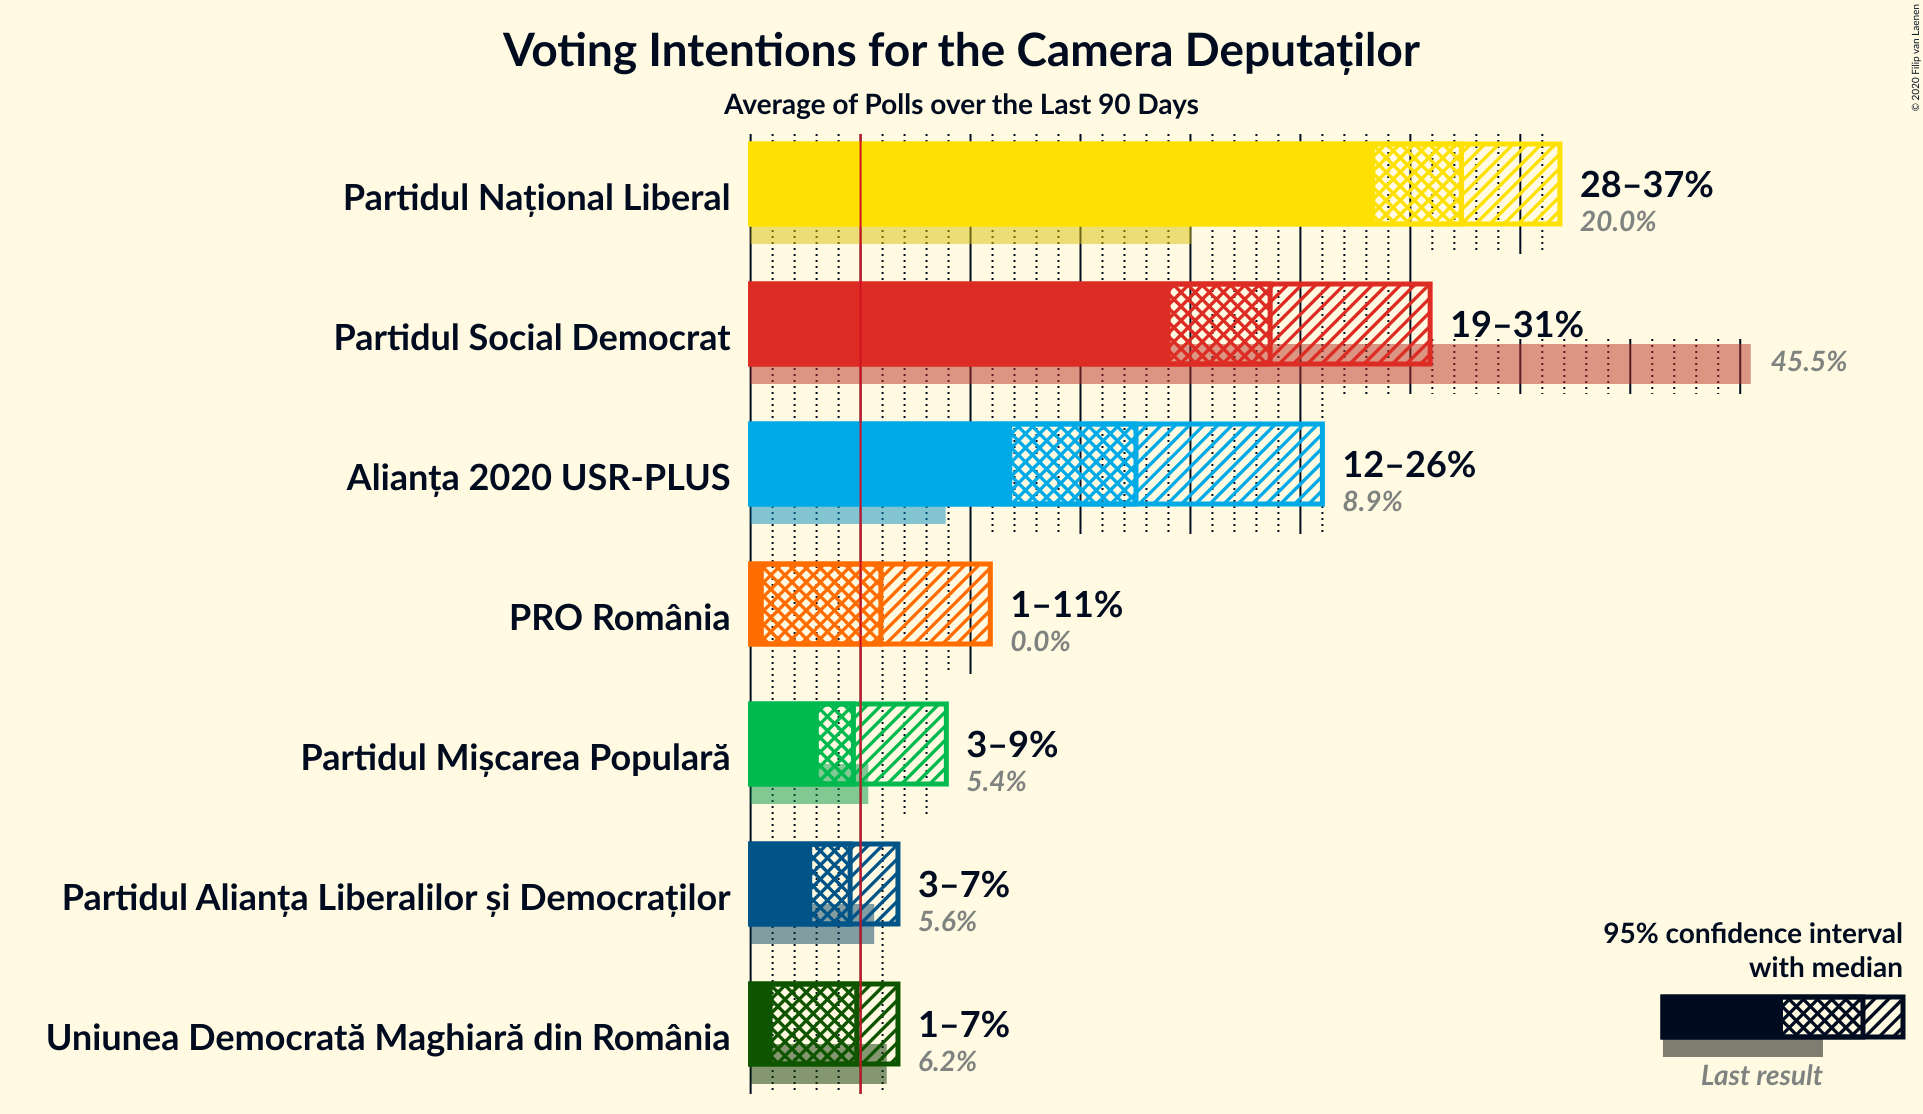 Voting Intentions for the Camera Deputaților
Average of Polls over the Last 90 Days
© 2020 Filip van Laenen
Partidul Național Liberal
28–37%
20.0%
Partidul Social Democrat
19–31%
45.5%
Alianța 2020 USR-PLUS
12–26%
8.9%
PRO România
1–11%
0.0%
Partidul Mișcarea Populară
3–9%
5.4%
Partidul Alianța Liberalilor și Democraților
3–7%
5.6%
Uniunea Democrată Maghiară din România
1–7%
6.2%
95% confidence interval
with median
Last result